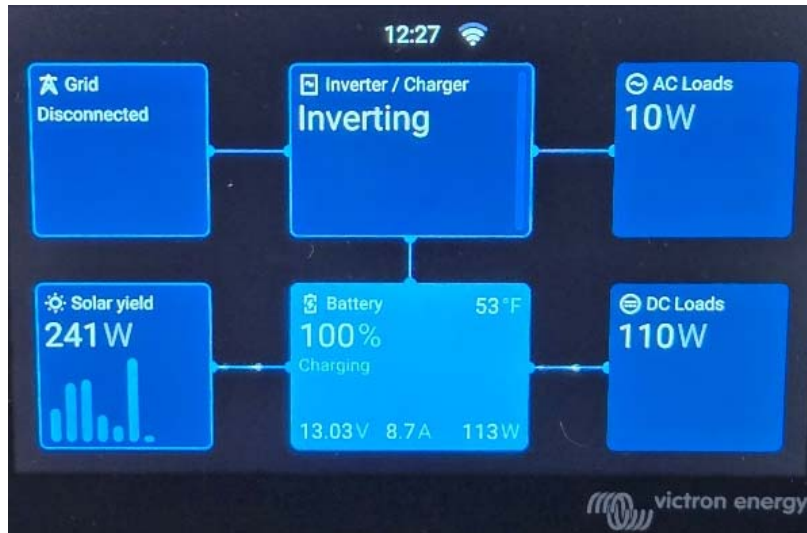 12:27
Grid
Disconnected
Inverter / Charger
Inverting
AC Loads
10W
Solar yield
241W
Battery 53°F
100%
Charging
13.03V 8.7A 113W
DC Loads
110W
victron energy